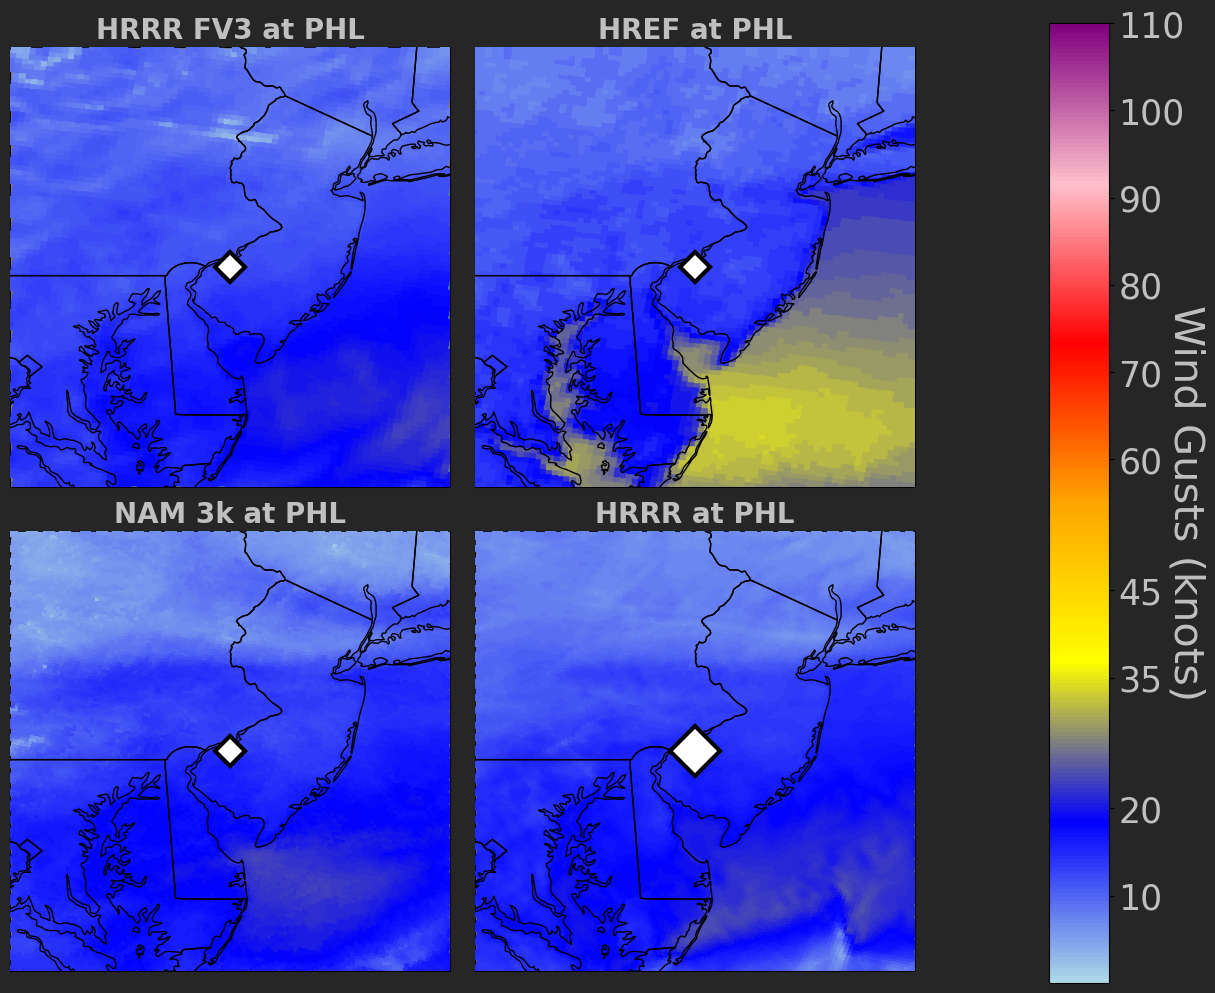 HRRR FV3 at PHL
HREF at PHL
NAM 3k at PHL
HRRR at PHL
110
100
90
80
70
60
45
35
20
10
Wind Gusts (knots)